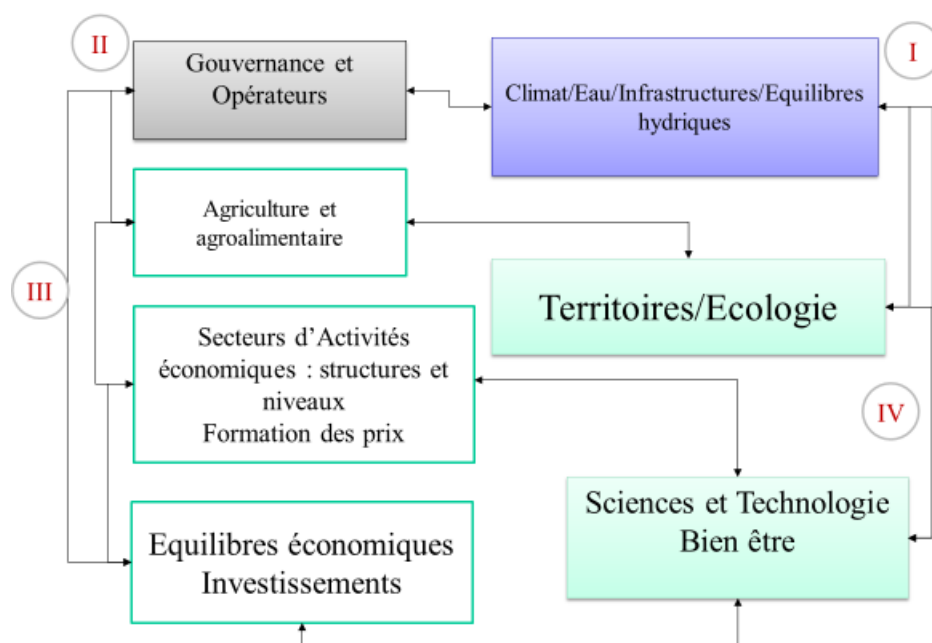 II
Gouvernance et
Opérateurs
I
Climat/Eau/Infrastructures/Equilibres
hydriques
Agriculture et
agroalimentaire
III
Territoires/Ecologie
Secteurs d’Activités
économiques : structures et
niveaux
Formation des prix
IV
Sciences et Technologie
Bien être
Equilibres économiques
Investissements